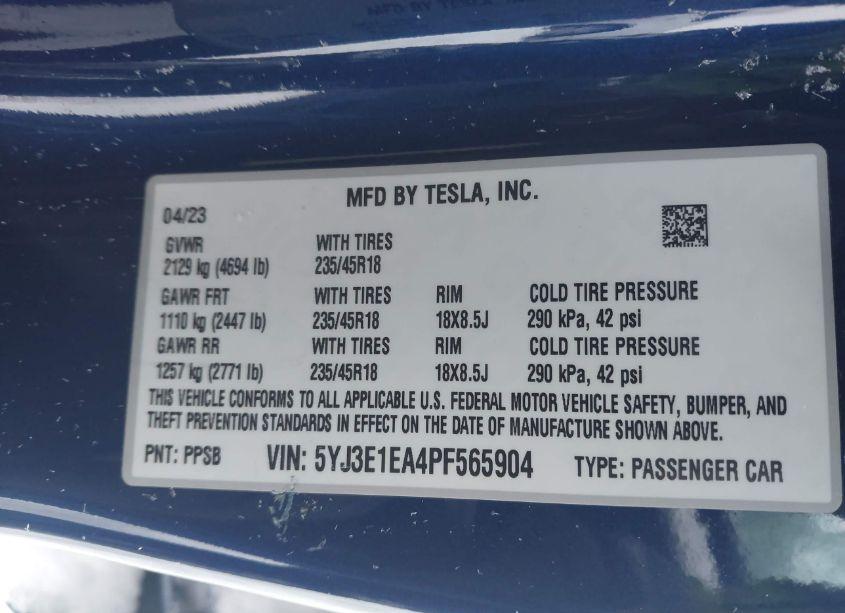 MFD BY TESLA, INC.
04/23
GVWR WITH TIRES
2129 kg (4694 lb) 235/45R18
GAWR FRT WITH TIRES RIM COLD TIRE PRESSURE
1110 kg (2447 lb) 235/45R18 18X8.5J 290 kPa, 42 psi
GAWR RR WITH TIRES RIM COLD TIRE PRESSURE
1257 kg (2771 lb) 235/45R18 18X8.5J 290 kPa, 42 psi
THIS VEHICLE CONFORMS TO ALL APPLICABLE U.S. FEDERAL MOTOR VEHICLE SAFETY, BUMPER, AND
THEFT PREVENTION STANDARDS IN EFFECT ON THE DATE OF MANUFACTURE SHOWN ABOVE.
PNT: PPSB VIN: 5YJ3E1EA4PF565904 TYPE: PASSENGER CAR